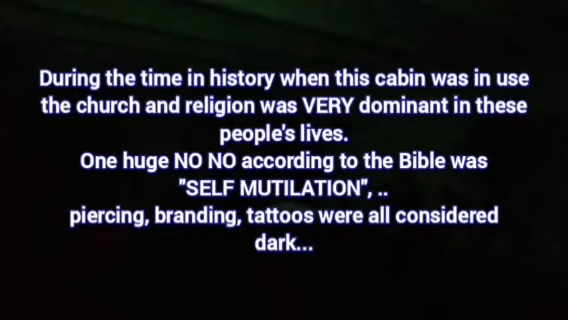 During the time in history when this cabin was in use
the church and religion was VERY dominant in these
people's lives.
One huge NO NO according to the Bible was
"SELF MUTILATION", ..
piercing, branding, tattoos were all considered
dark...